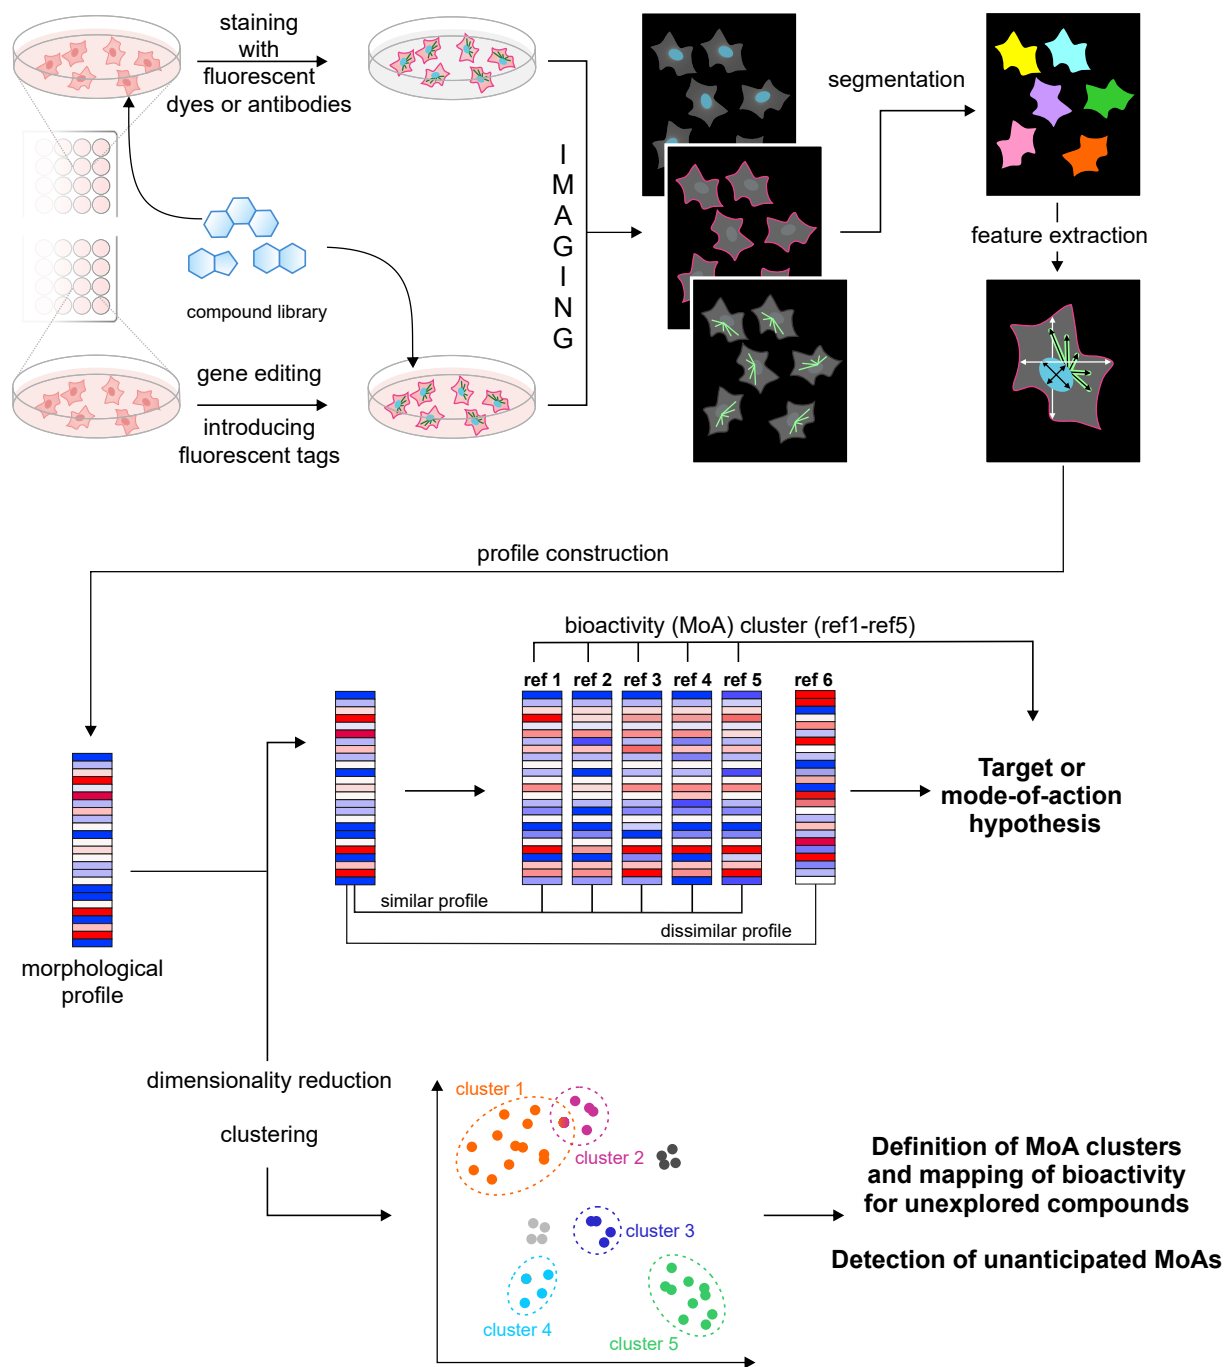 staining
with
fluorescent
dyes or antibodies
compound library
gene editing
introducing
fluorescent tags
I
M
A
G
I
N
G
segmentation
feature extraction
profile construction
bioactivity (MoA) cluster (ref1-ref5)
ref 1 ref 2 ref 3 ref 4 ref 5 ref 6
similar profile
dissimilar profile
Target or
mode-of-action
hypothesis
morphological
profile
dimensionality reduction
clustering
cluster 1
cluster 2
cluster 3
cluster 4
cluster 5
Definition of MoA clusters
and mapping of bioactivity
for unexplored compounds
Detection of unanticipated MoAs